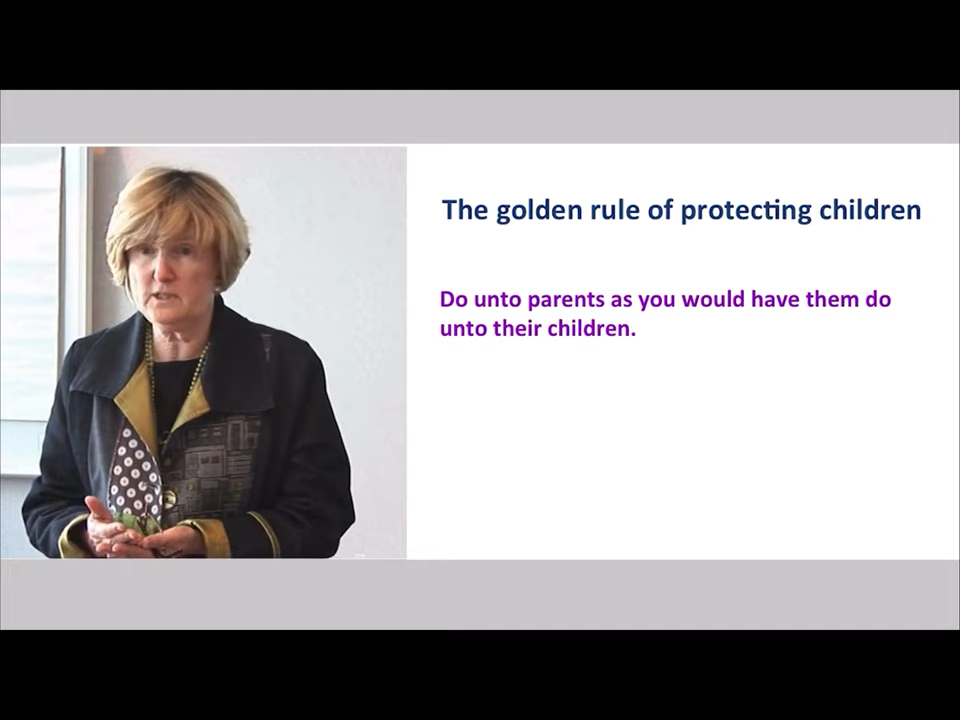 The golden rule of protecting children
Do unto parents as you would have them do
unto their children.